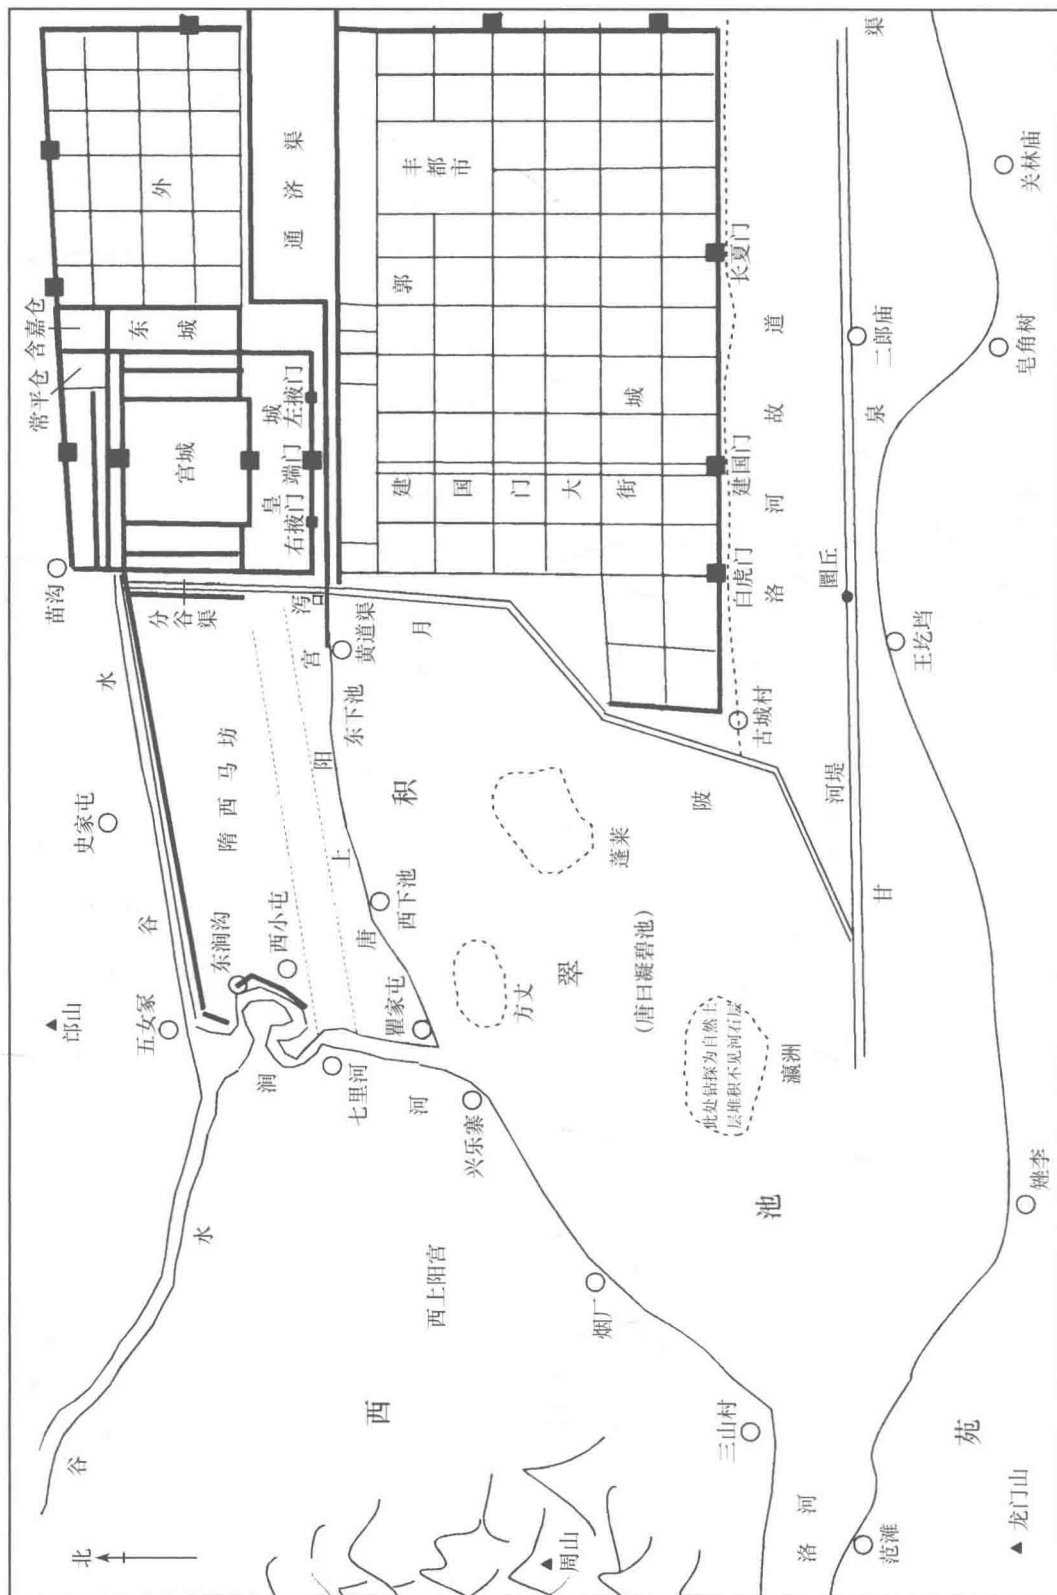 北
邙山
龙门山
周山
谷
水
谷
水
苗沟
史家屯
五女冢
东涧沟
西小屯
涧
河
七里河
瞿家屯
兴乐寨
烟厂
三山村
洛河
范滩
矬李
王圪垱
皂角树
关林庙
二郎庙
圜丘
河堤
甘
泉
渠
古城村
洛
河
故
道
白虎门
建国门
长夏门
建国门大街
外
郭
城
丰都市
通济渠
含嘉仓
常平仓
东城
宫城
皇
城
右掖门
端门
左掖门
分谷渠
泻口
黄道渠
月
陂
隋西马坊
唐
上
阳
宫
东下池
西下池
西上阳宫
积
翠
池
(唐曰凝碧池)
蓬莱
方丈
瀛洲
此处钻探为自然土
层堆积不见河石层
西
苑